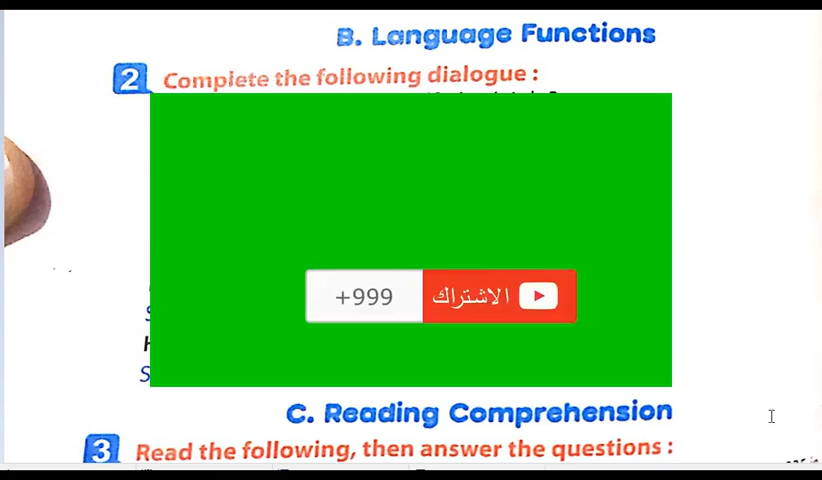 B. Language Functions
2 Complete the following dialogue :
+999 الاشتراك
C. Reading Comprehension
3 Read the following, then answer the questions :